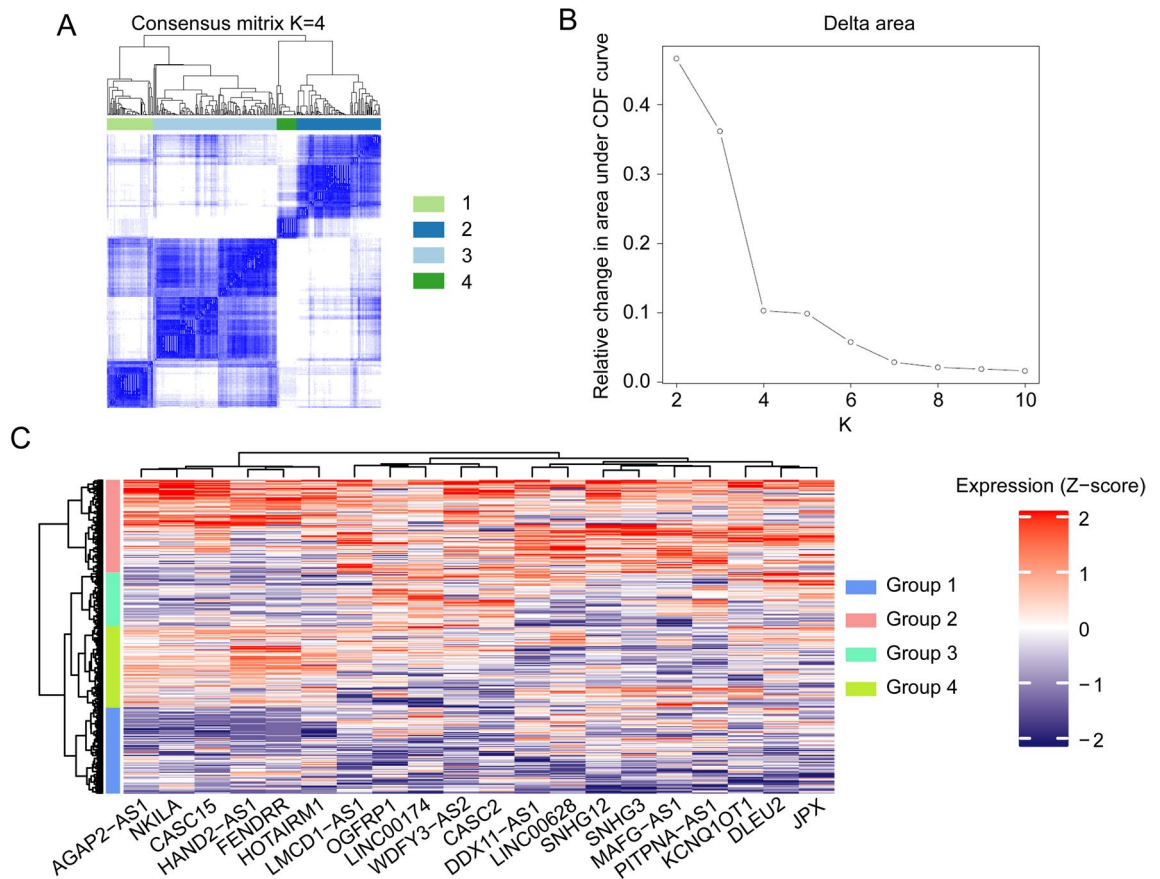 A
Consensus mitrix K=4
1
2
3
4
B
Delta area
Relative change in area under CDF curve
0.4
0.3
0.2
0.1
0.0
2
4
6
8
10
K
C
Expression (Z−score)
2
1
0
−1
−2
Group 1
Group 2
Group 3
Group 4
AGAP2−AS1
NKILA
CASC15
HAND2−AS1
FENDRR
HOTAIRM1
LMCD1−AS1
OGFRP1
LINC00174
WDFY3−AS2
CASC2
DDX11−AS1
LINC00628
SNHG12
SNHG3
MAFG−AS1
PITPNA−AS1
KCNQ1OT1
DLEU2
JPX